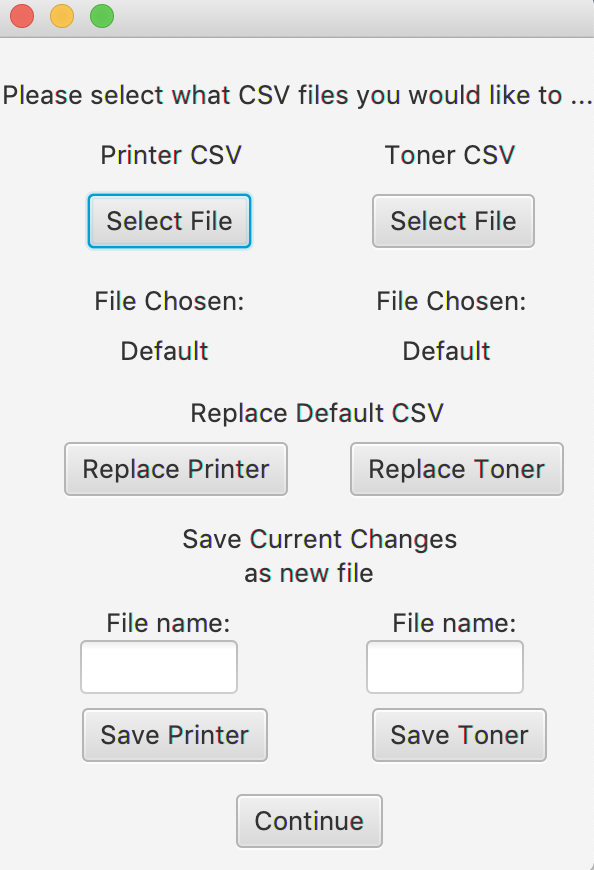 Please select what CSV files you would like to ...
Printer CSV Toner CSV
Select File Select File
File Chosen: File Chosen:
Default Default
Replace Default CSV
Replace Printer Replace Toner
Save Current Changes
as new file
File name: File name:
Save Printer Save Toner
Continue